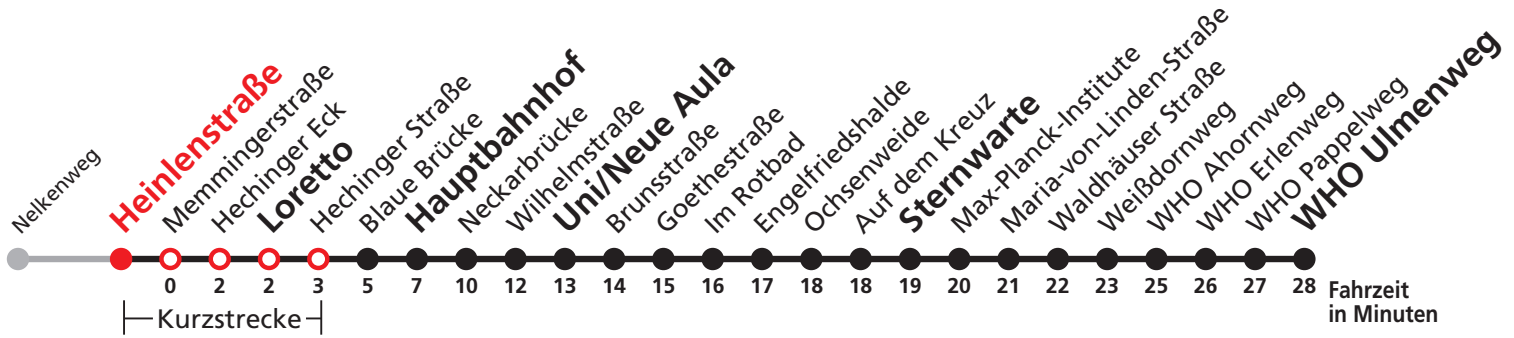 Nelkenweg
Heinlenstraße
Memmingerstraße
Hechinger Eck
Loretto
Hechinger Straße
Blaue Brücke
Hauptbahnhof
Neckarbrücke
Wilhelmstraße
Uni/Neue Aula
Brunsstraße
Goethestraße
Im Rotbad
Engelfriedshalde
Ochsenweide
Auf dem Kreuz
Sternwarte
Max-Planck-Institute
Maria-von-Linden-Straße
Waldhäuser Straße
Weißdornweg
WHO Ahornweg
WHO Erlenweg
WHO Pappelweg
WHO Ulmenweg
0 2 2 3 5 7 10 12 13 14 15 16 17 18 18 19 20 21 22 23 25 26 27 28 Fahrzeit
in Minuten
Kurzstrecke